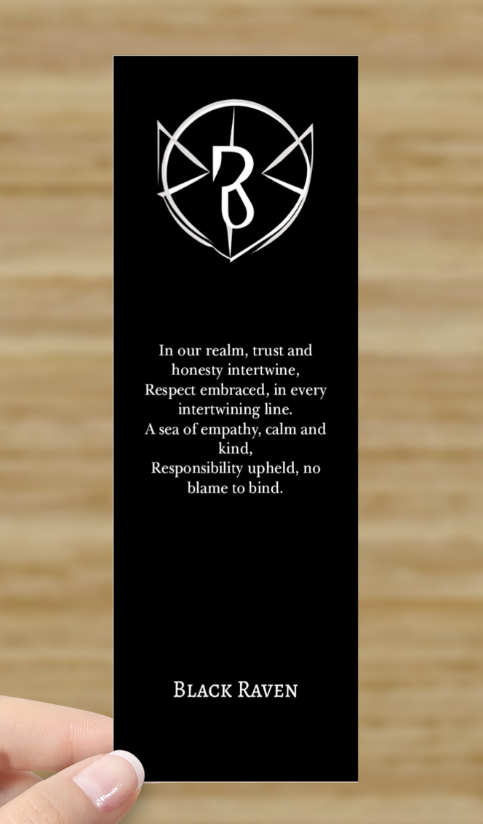 B
In our realm, trust and
honesty intertwine,
Respect embraced, in every
intertwining line.
A sea of empathy, calm and
kind,
Responsibility upheld, no
blame to bind.
Black Raven